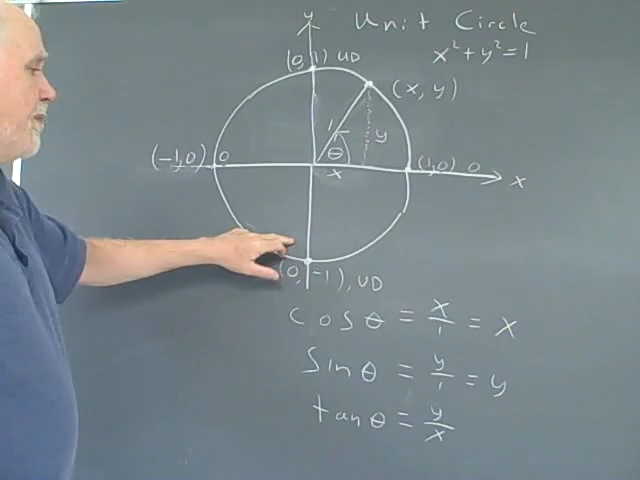 y Unit Circle
x² + y² = 1
(0, 1) UD
(x, y)
1
y
θ
x
(-1, 0) 0
(1, 0) 0
x
(0, -1), UD
cos θ = x/1 = x
sin θ = y/1 = y
tan θ = y/x